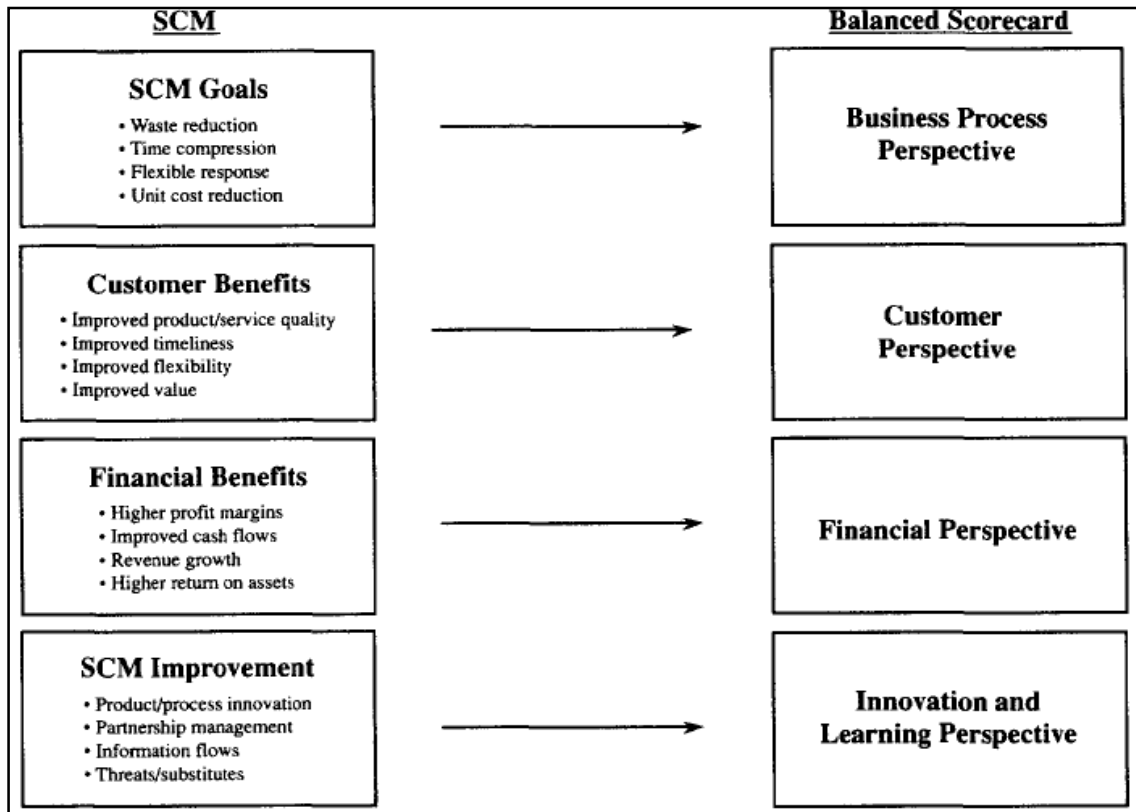 SCM
Balanced Scorecard
SCM Goals
• Waste reduction
• Time compression
• Flexible response
• Unit cost reduction
Business Process
Perspective
Customer Benefits
• Improved product/service quality
• Improved timeliness
• Improved flexibility
• Improved value
Customer
Perspective
Financial Benefits
• Higher profit margins
• Improved cash flows
• Revenue growth
• Higher return on assets
Financial Perspective
SCM Improvement
• Product/process innovation
• Partnership management
• Information flows
• Threats/substitutes
Innovation and
Learning Perspective